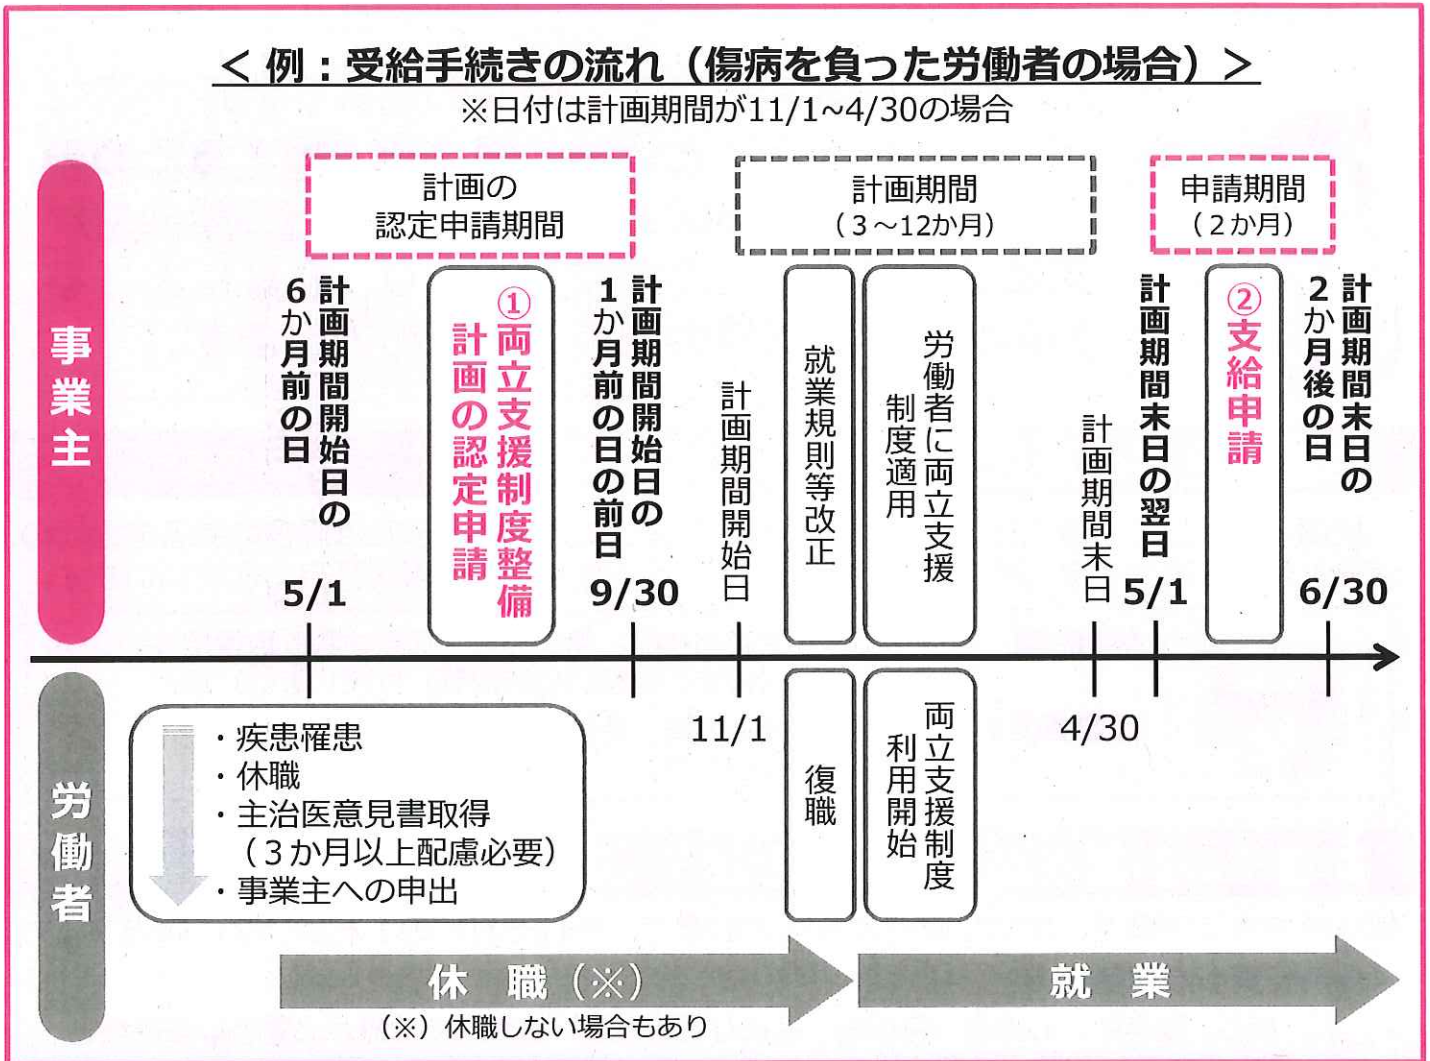 ＜ 例：受給手続きの流れ（傷病を負った労働者の場合）＞
※日付は計画期間が11/1~4/30の場合
事業主
計画の
認定申請期間
計画期間
（３～12か月）
申請期間
（２か月）
計画期間開始日の
6か月前の日
5/1
①両立支援制度整備
計画の認定申請
計画期間開始日の
1か月前の日の前日
9/30
計画期間開始日
就業規則等改正
労働者に両立支援
制度適用
計画期間末日
計画期間末日の翌日
5/1
②支給申請
計画期間末日の
2か月後の日
6/30
労働者
・疾患罹患
・休職
・主治医意見書取得
（３か月以上配慮必要）
・事業主への申出
11/1
復職
両立支援制度
利用開始
4/30
休 職（※）
就 業
（※）休職しない場合もあり